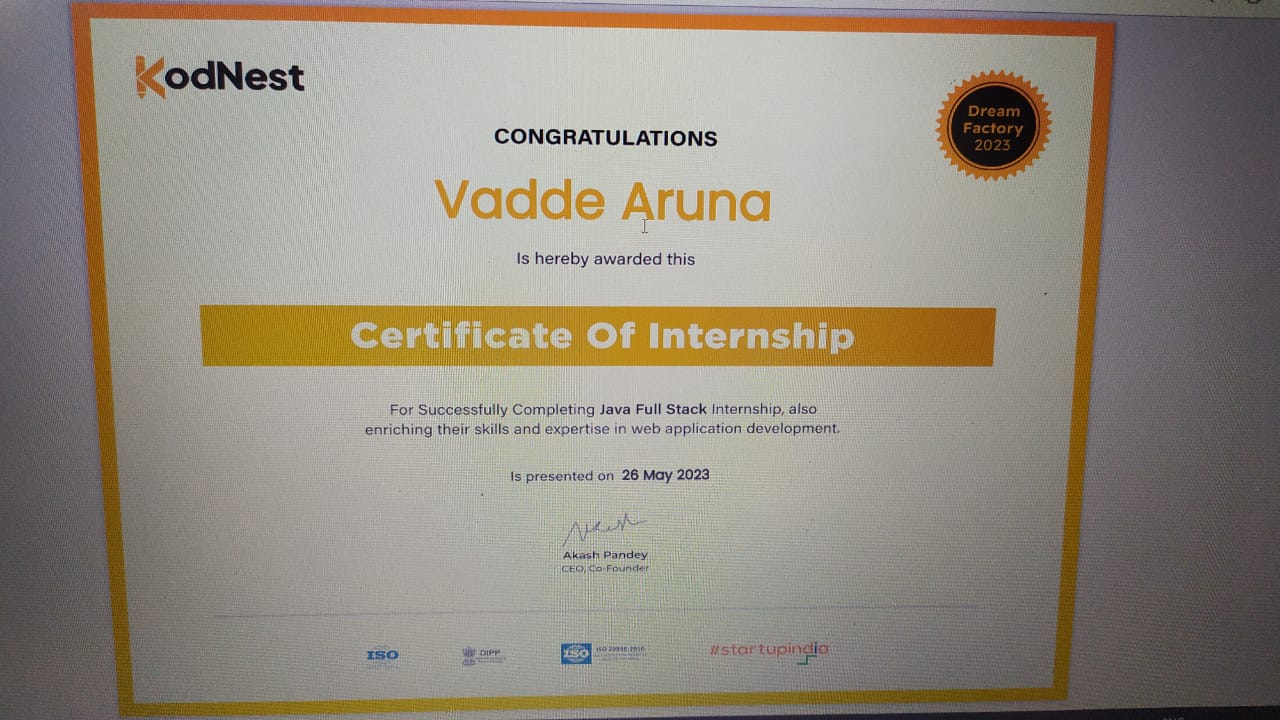 KodNest
Dream
Factory
2023
CONGRATULATIONS
Vadde Aruna
Is hereby awarded this
Certificate Of Internship
For Successfully Completing Java Full Stack Internship, also
enriching their skills and expertise in web application development.
Is presented on 26 May 2023
Akash Pandey
CEO, Co-Founder
ISO
DIPP
ISO
#startupindia